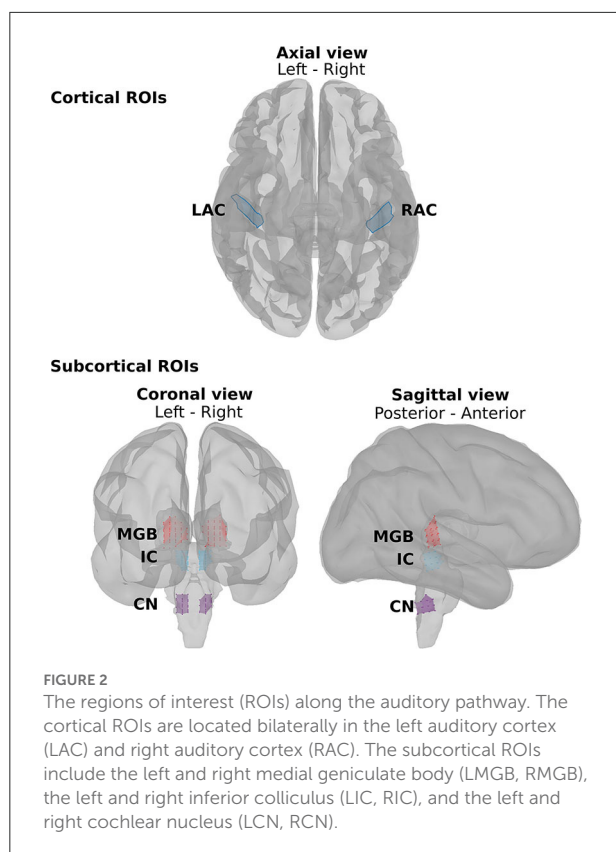 Axial view
Left - Right
Cortical ROIs
LAC
RAC
Subcortical ROIs
Coronal view
Left - Right
MGB
IC
CN
Sagittal view
Posterior - Anterior
MGB
IC
CN
FIGURE 2
The regions of interest (ROIs) along the auditory pathway. The
cortical ROIs are located bilaterally in the left auditory cortex
(LAC) and right auditory cortex (RAC). The subcortical ROIs
include the left and right medial geniculate body (LMGB, RMGB),
the left and right inferior colliculus (LIC, RIC), and the left and
right cochlear nucleus (LCN, RCN).